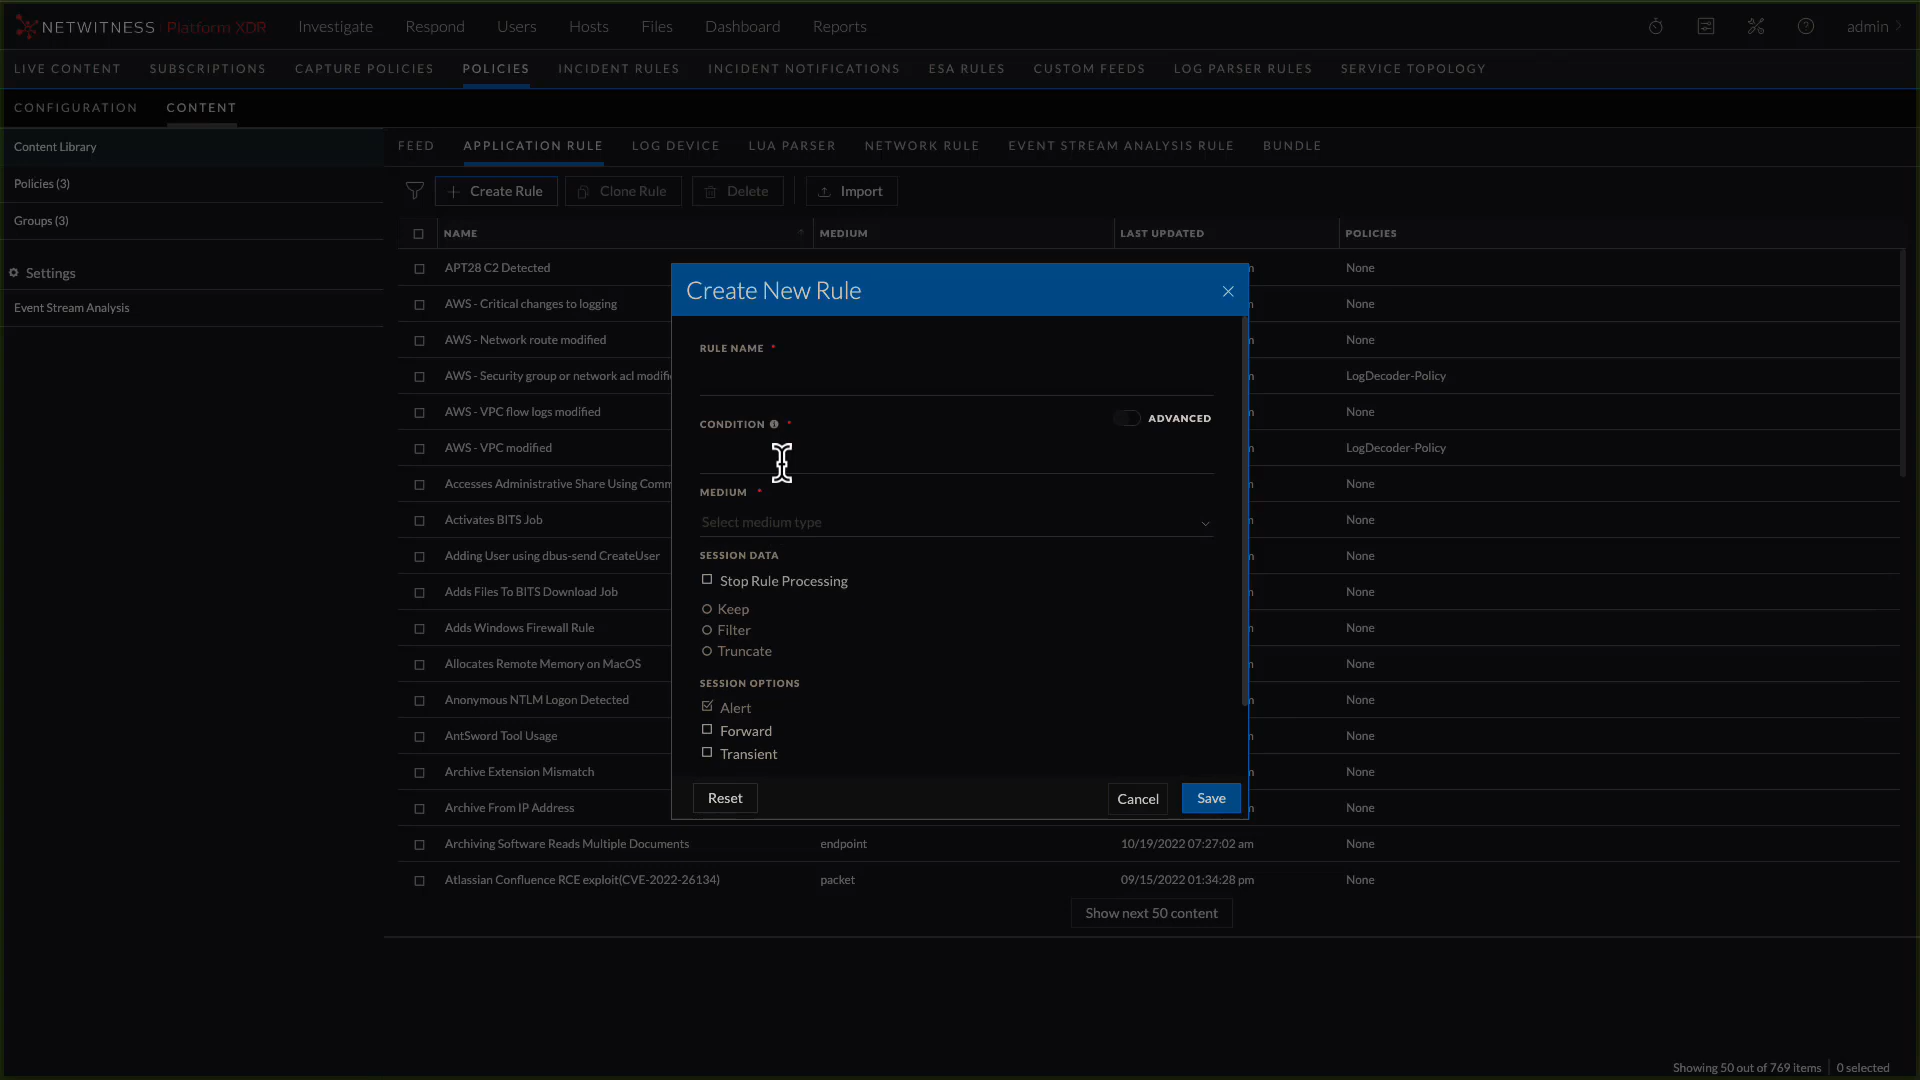 NETWITNESS Platform XDR Investigate Respond Users Hosts Files Dashboard Reports admin
LIVE CONTENT SUBSCRIPTIONS CAPTURE POLICIES POLICIES INCIDENT RULES INCIDENT NOTIFICATIONS ESA RULES CUSTOM FEEDS LOG PARSER RULES SERVICE TOPOLOGY
CONFIGURATION CONTENT
Content Library
Policies (3)
Groups (3)
Settings
Event Stream Analysis
FEED APPLICATION RULE LOG DEVICE LUA PARSER NETWORK RULE EVENT STREAM ANALYSIS RULE BUNDLE
Create Rule Clone Rule Delete Import
NAME MEDIUM LAST UPDATED POLICIES
APT28 C2 Detected None
AWS - Critical changes to logging None
AWS - Network route modified None
AWS - Security group or network acl modifi LogDecoder-Policy
AWS - VPC flow logs modified None
AWS - VPC modified LogDecoder-Policy
Accesses Administrative Share Using Comm None
Activates BITS Job None
Adding User using dbus-send CreateUser None
Adds Files To BITS Download Job None
Adds Windows Firewall Rule None
Allocates Remote Memory on MacOS None
Anonymous NTLM Logon Detected None
AntSword Tool Usage None
Archive Extension Mismatch None
Archive From IP Address None
Archiving Software Reads Multiple Documents endpoint 10/19/2022 07:27:02 am None
Atlassian Confluence RCE exploit(CVE-2022-26134) packet 09/15/2022 01:34:28 pm None
Show next 50 content
Create New Rule
RULE NAME *
CONDITION * ADVANCED
MEDIUM *
Select medium type
SESSION DATA
Stop Rule Processing
Keep
Filter
Truncate
SESSION OPTIONS
Alert
Forward
Transient
Reset Cancel Save
Showing 50 out of 769 items 0 selected